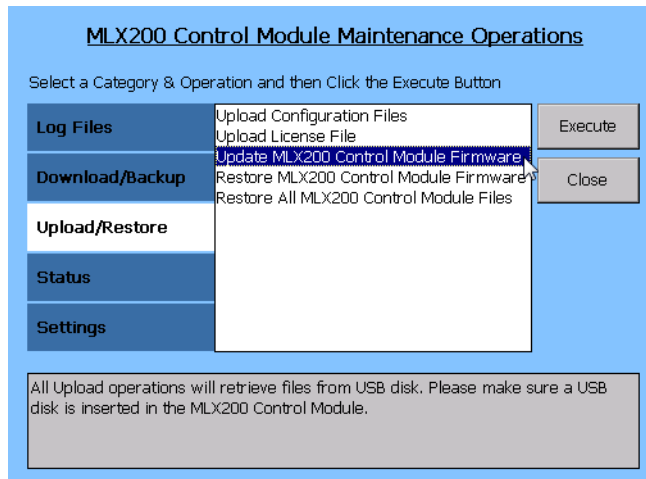 MLX200 Control Module Maintenance Operations
Select a Category & Operation and then Click the Execute Button
Log Files
Download/Backup
Upload/Restore
Status
Settings
Upload Configuration Files
Upload License File
Update MLX200 Control Module Firmware
Restore MLX200 Control Module Firmware
Restore All MLX200 Control Module Files
Execute
Close
All Upload operations will retrieve files from USB disk. Please make sure a USB
disk is inserted in the MLX200 Control Module.